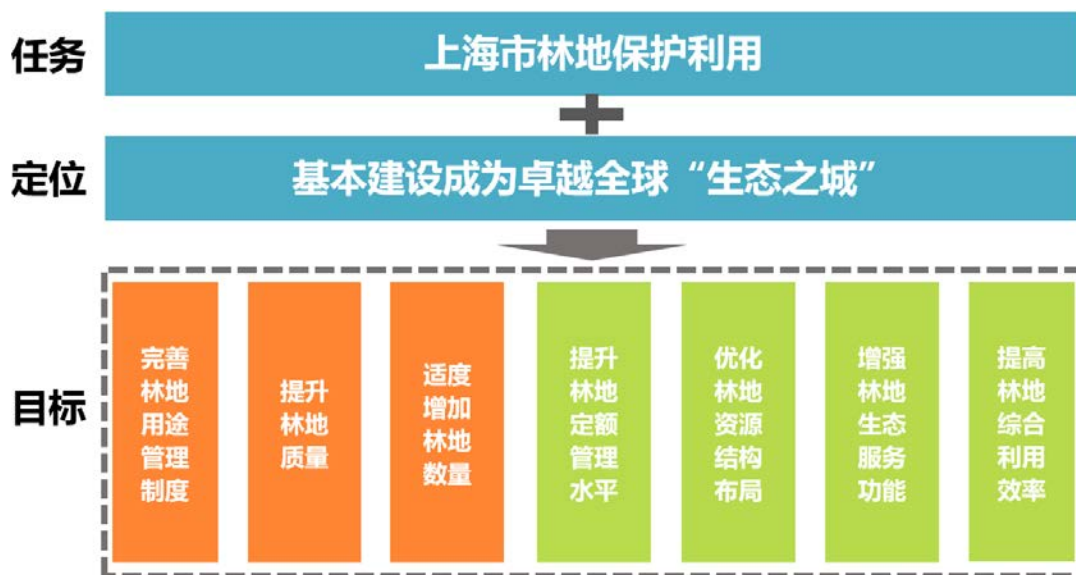 任务
上海市林地保护利用
定位
基本建设成为卓越全球“生态之城”
目标
完善
林地
用途
管理
制度
提升
林地
质量
适度
增加
林地
数量
提升
林地
定额
管理
水平
优化
林地
资源
结构
布局
增强
林地
生态
服务
功能
提高
林地
综合
利用
效率